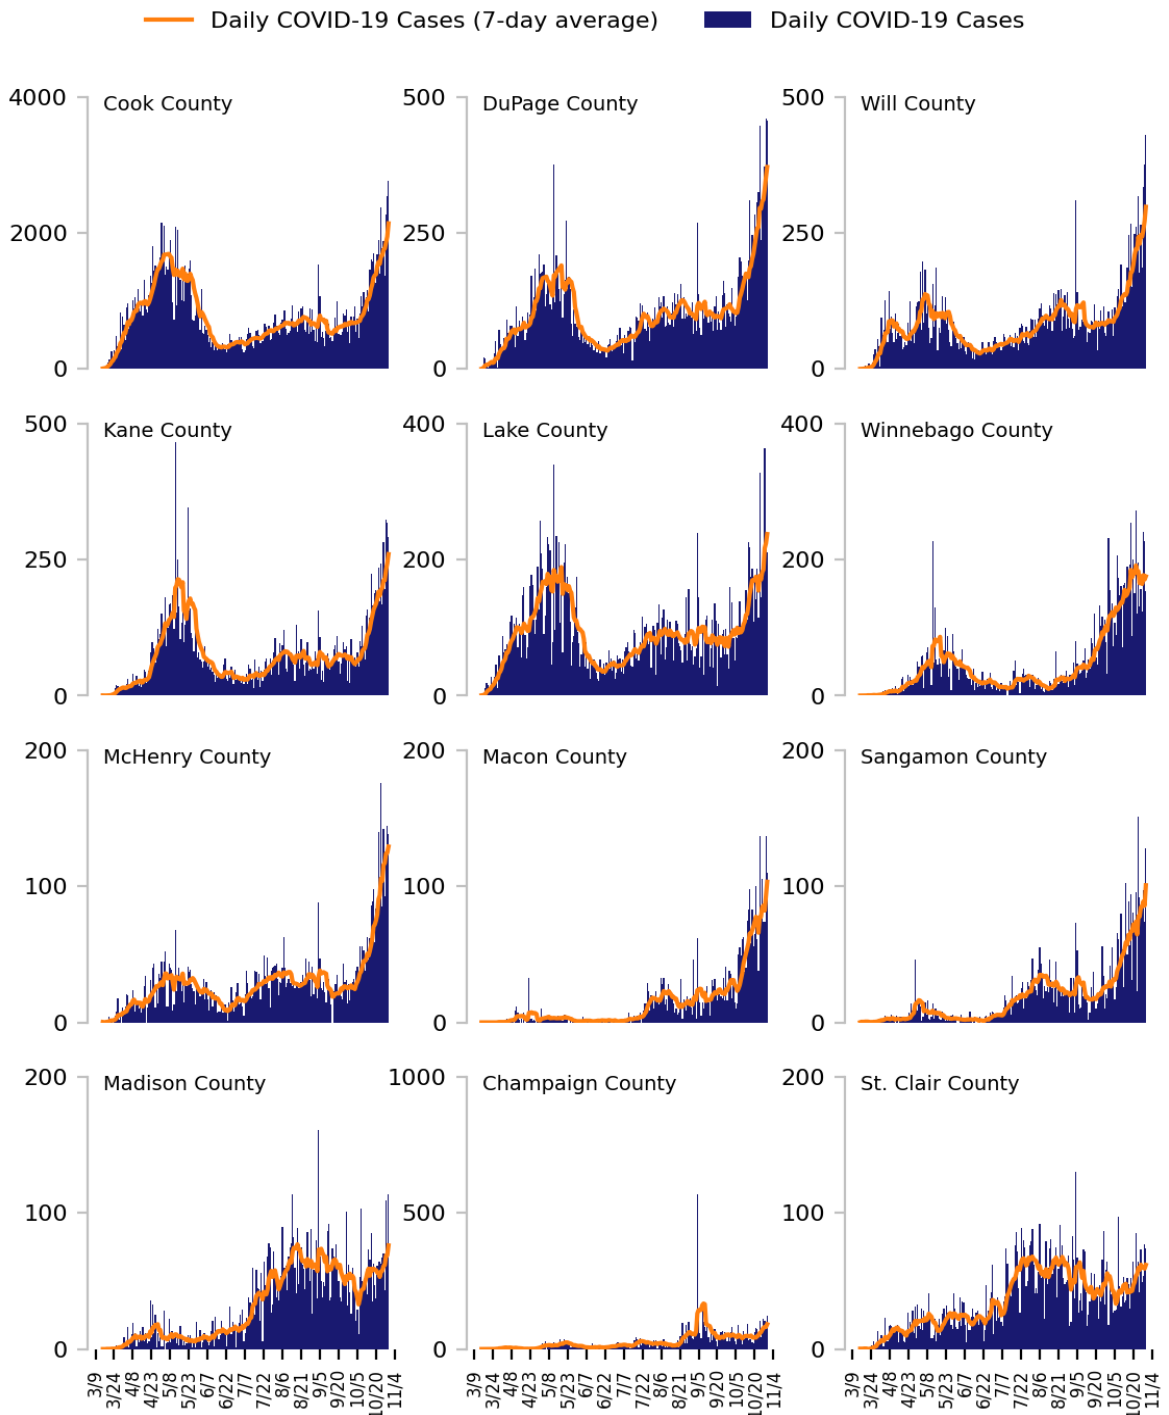 Daily COVID-19 Cases (7-day average) Daily COVID-19 Cases
4000 Cook County 500 DuPage County 500 Will County
2000 250 250
0 0 0
500 Kane County 400 Lake County 400 Winnebago County
250 200 200
0 0 0
200 McHenry County 200 Macon County 200 Sangamon County
100 100 100
0 0 0
200 Madison County 1000 Champaign County 200 St. Clair County
100 500 100
0 0 0
3/9 3/24 4/8 4/23 5/8 5/23 6/7 6/22 7/7 7/22 8/6 8/21 9/5 9/20 10/5 10/20 11/4 3/9 3/24 4/8 4/23 5/8 5/23 6/7 6/22 7/7 7/22 8/6 8/21 9/5 9/20 10/5 10/20 11/4 3/9 3/24 4/8 4/23 5/8 5/23 6/7 6/22 7/7 7/22 8/6 8/21 9/5 9/20 10/5 10/20 11/4